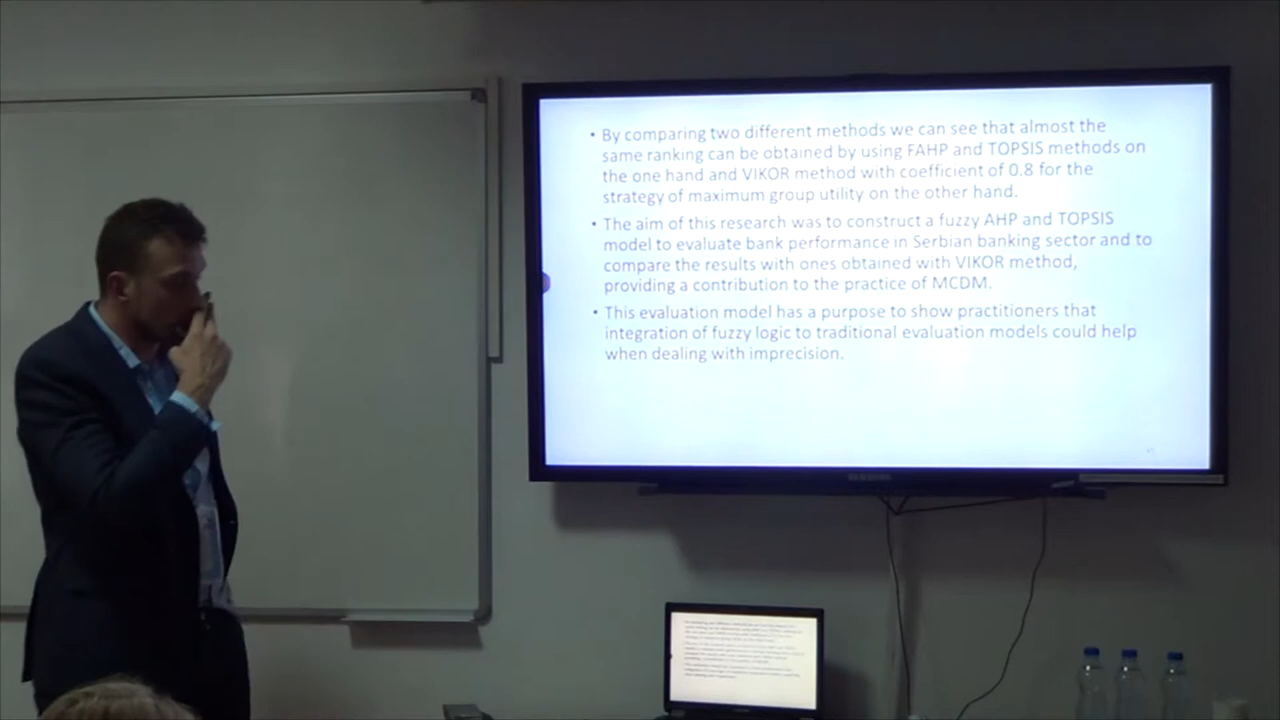 • By comparing two different methods we can see that almost the
same ranking can be obtained by using FAHP and TOPSIS methods on
the one hand and VIKOR method with coefficient of 0.8 for the
strategy of maximum group utility on the other hand.
• The aim of this research was to construct a fuzzy AHP and TOPSIS
model to evaluate bank performance in Serbian banking sector and to
compare the results with ones obtained with VIKOR method,
providing a contribution to the practice of MCDM.
• This evaluation model has a purpose to show practitioners that
integration of fuzzy logic to traditional evaluation models could help
when dealing with imprecision.